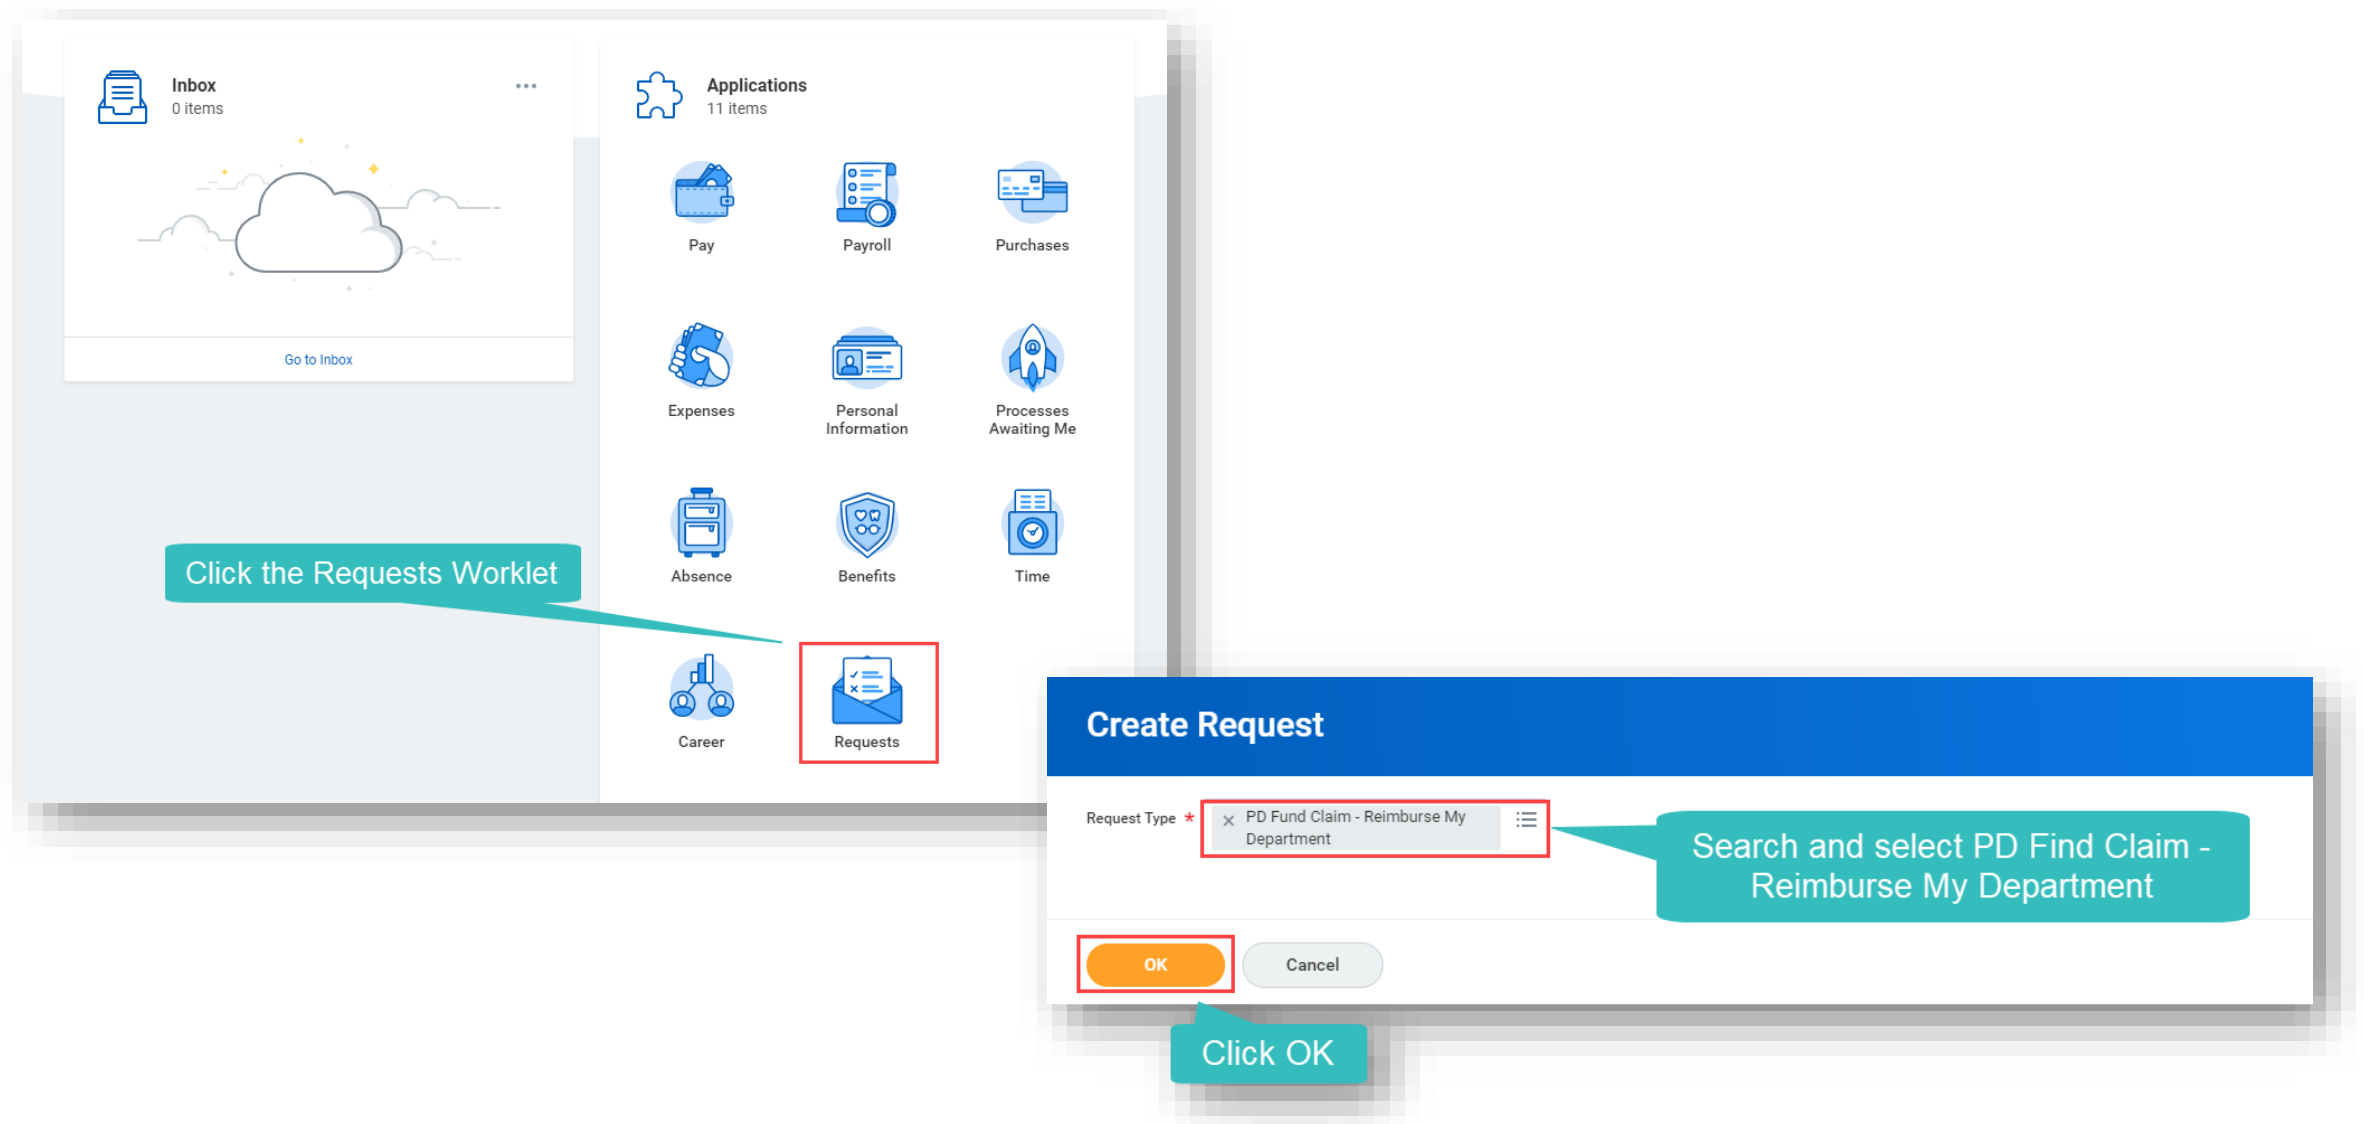 Inbox
0 items
Go to Inbox
Applications
11 items
Pay
Payroll
Purchases
Expenses
Personal
Information
Processes
Awaiting Me
Absence
Benefits
Time
Career
Requests
Click the Requests Worklet
Create Request
Request Type *
PD Fund Claim - Reimburse My
Department
Search and select PD Find Claim -
Reimburse My Department
OK
Cancel
Click OK